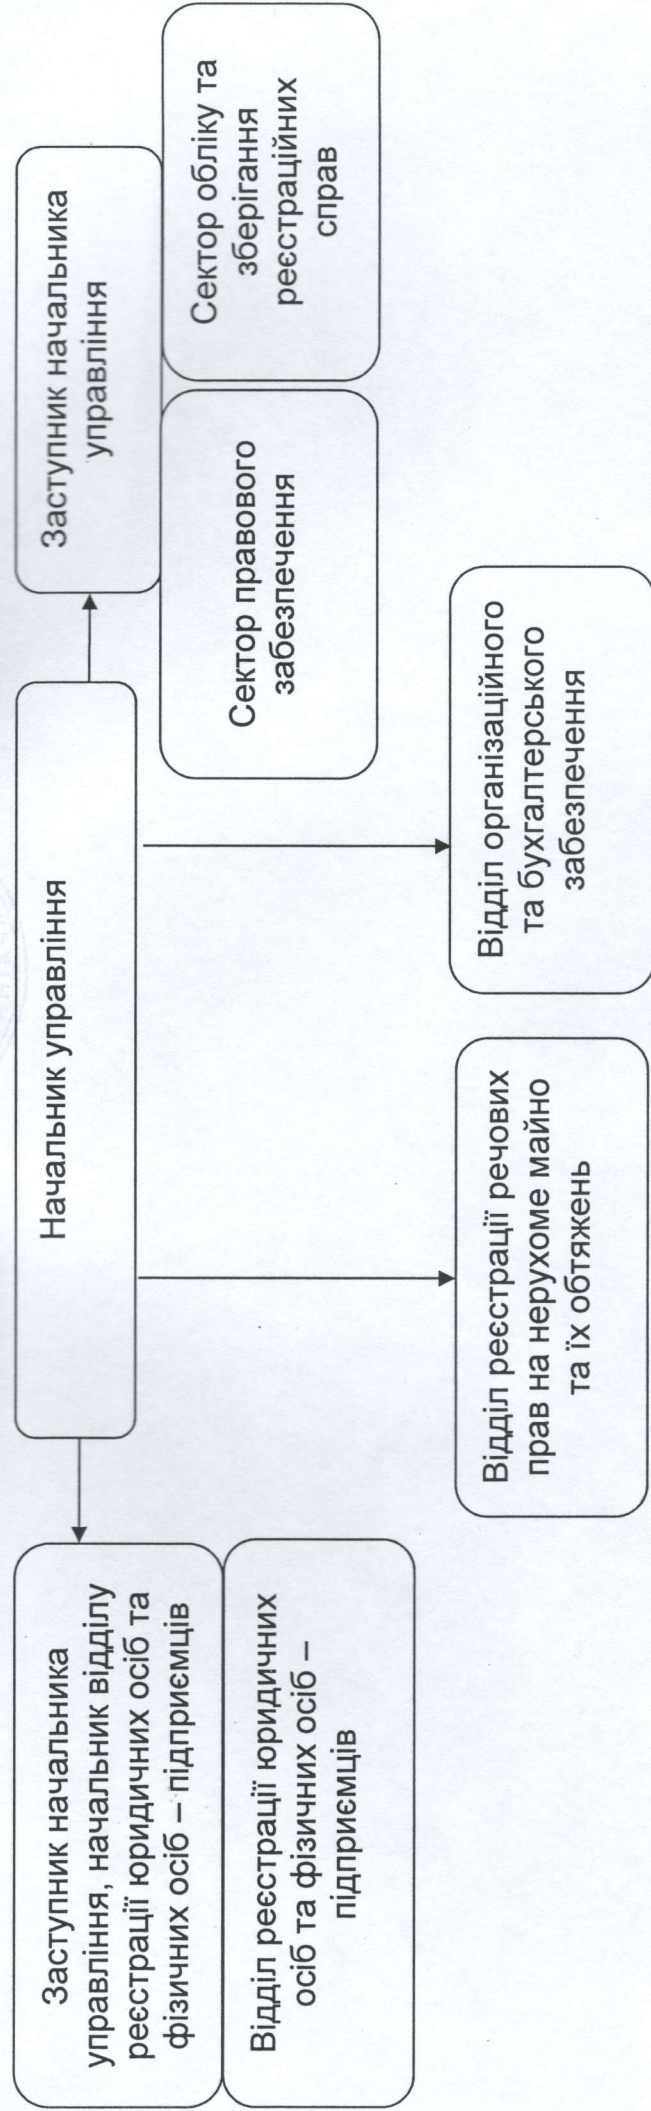 Начальник управління
Заступник начальника
управління, начальник відділу
реєстрації юридичних осіб та
фізичних осіб – підприємців
Відділ реєстрації юридичних
осіб та фізичних осіб –
підприємців
Заступник начальника
управління
Сектор правового
забезпечення
Сектор обліку та
зберігання
реєстраційних
справ
Відділ реєстрації речових
прав на нерухоме майно
та їх обтяжень
Відділ організаційного
та бухгалтерського
забезпечення